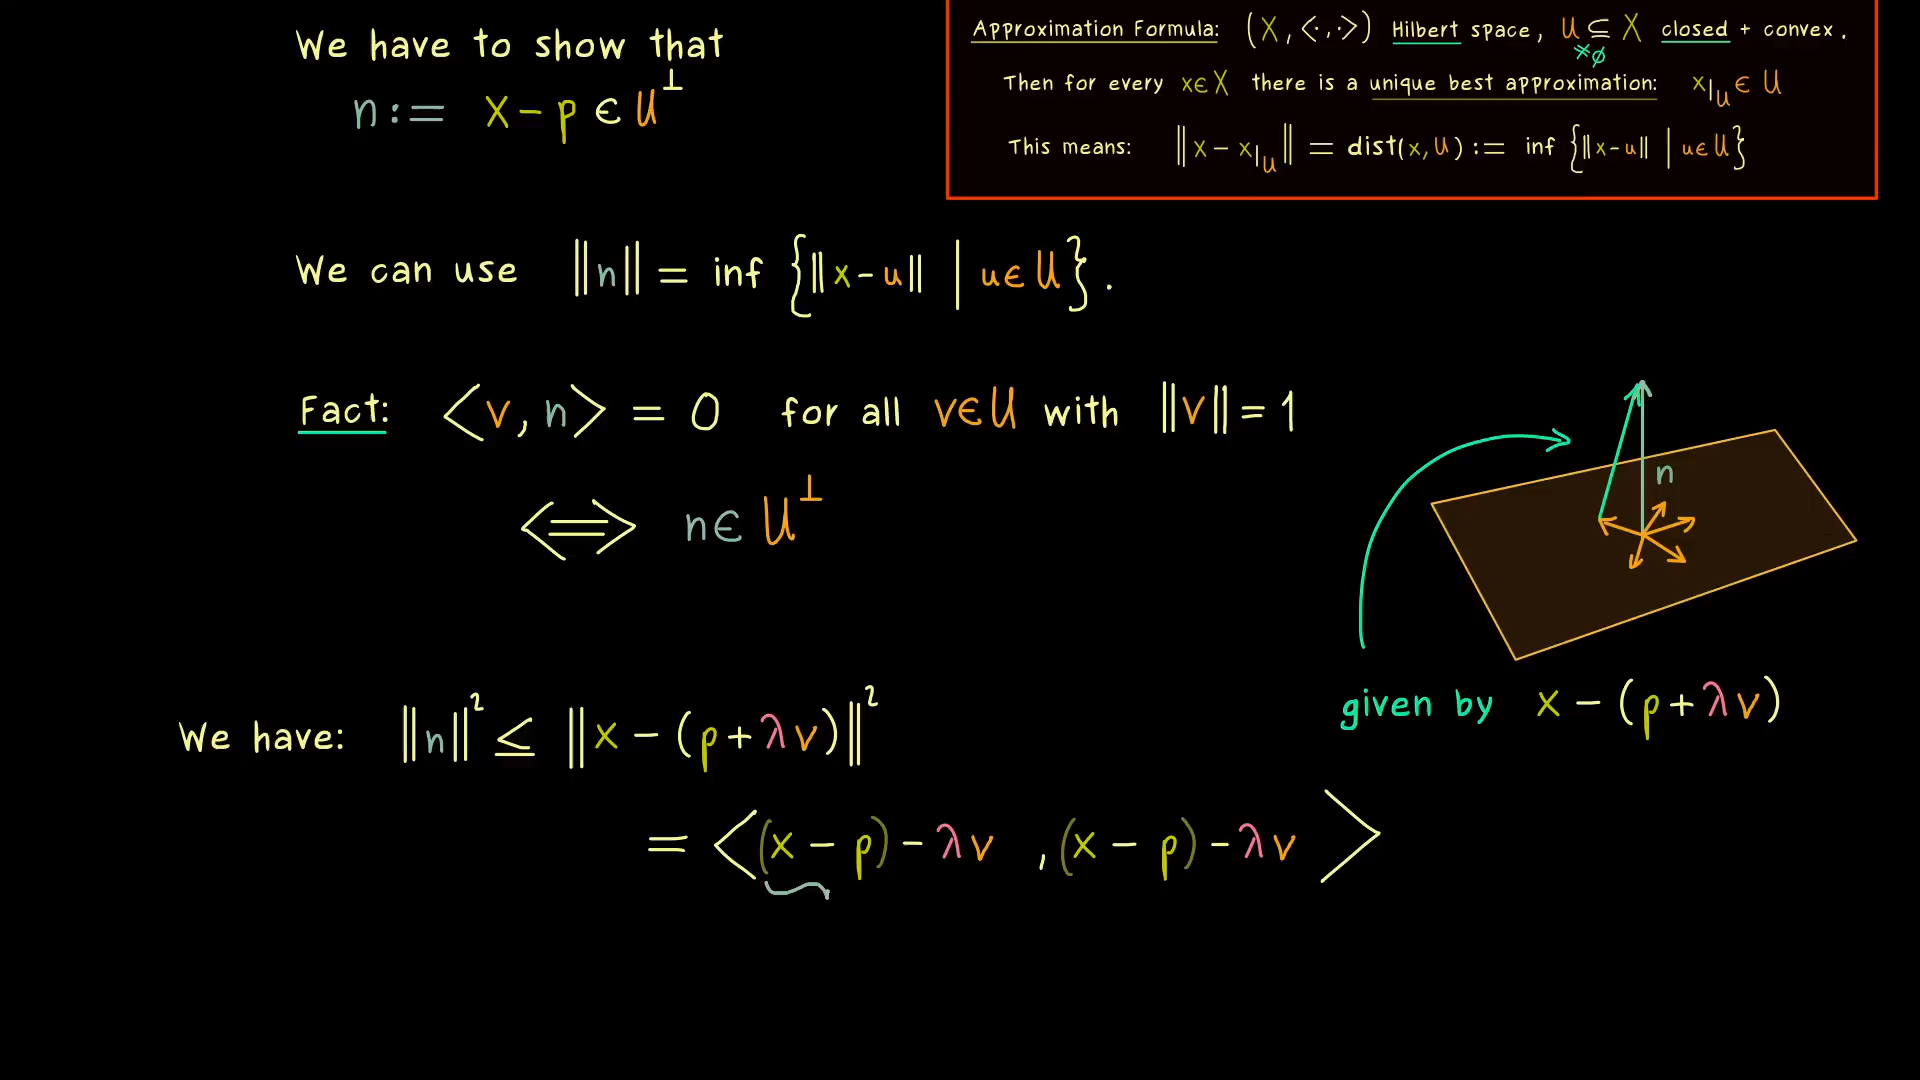 We have to show that
n := x - p ∈ U^⊥
Approximation Formula: (X, <·,·>) Hilbert space, U ⊆ X closed + convex.
≠∅
Then for every x∈X there is a unique best approximation: x|_U ∈ U
This means: ‖x - x|_U‖ = dist(x, U) := inf {‖x-u‖ | u∈U}
We can use ‖n‖ = inf {‖x-u‖ | u∈U}.
Fact: <v, n> = 0 for all v∈U with ‖v‖ = 1
⟺ n∈U^⊥
n
given by x - (p + λv)
We have: ‖n‖² ≤ ‖x - (p + λv)‖²
= <(x - p) - λv , (x - p) - λv>